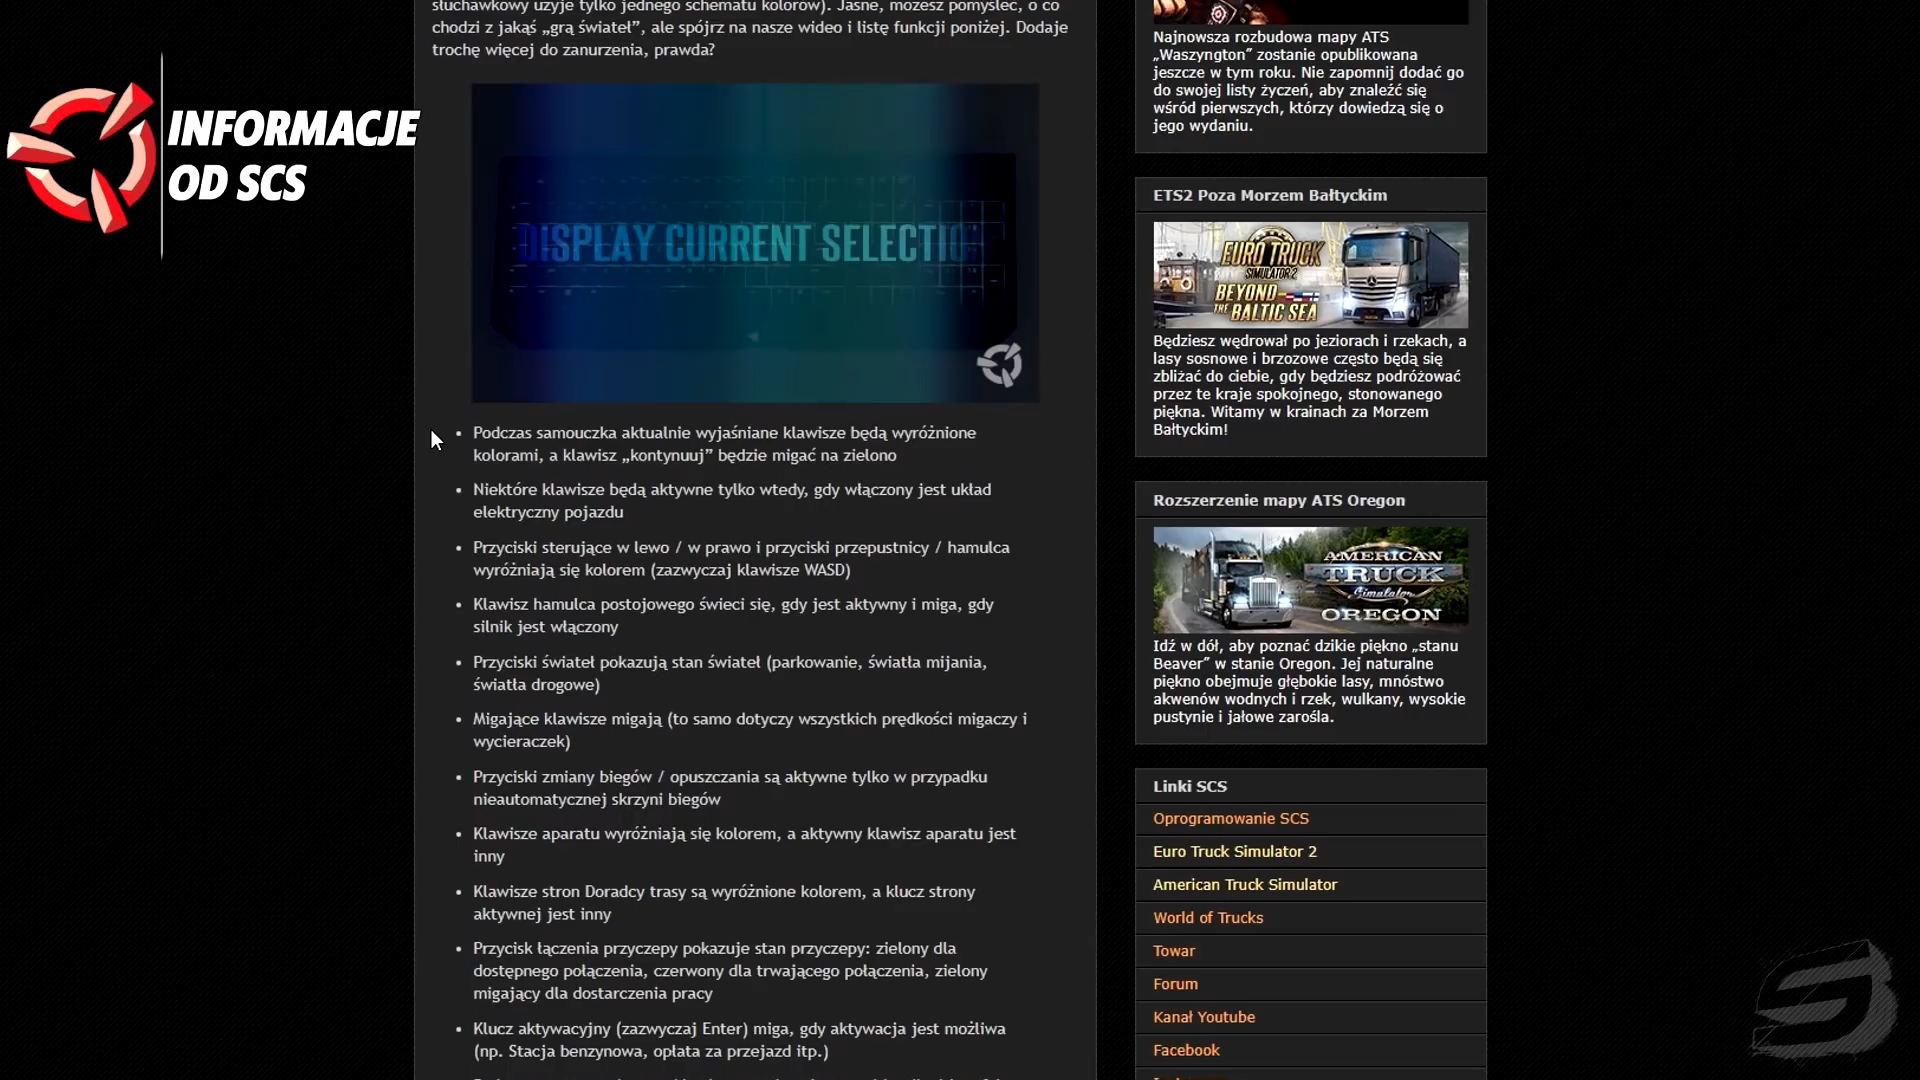 słuchawkowy użyje tylko jednego schematu kolorów). Jasne, możesz pomyśleć, o co
chodzi z jakąś „grą świateł”, ale spójrz na nasze wideo i listę funkcji poniżej. Dodaje
trochę więcej do zanurzenia, prawda?
INFORMACJE
OD SCS
DISPLAY CURRENT SELECTION
• Podczas samouczka aktualnie wyjaśniane klawisze będą wyróżnione
kolorami, a klawisz „kontynuuj” będzie migać na zielono
• Niektóre klawisze będą aktywne tylko wtedy, gdy włączony jest układ
elektryczny pojazdu
• Przyciski sterujące w lewo / w prawo i przyciski przepustnicy / hamulca
wyróżniają się kolorem (zazwyczaj klawisze WASD)
• Klawisz hamulca postojowego świeci się, gdy jest aktywny i miga, gdy
silnik jest włączony
• Przyciski świateł pokazują stan świateł (parkowanie, światła mijania,
światła drogowe)
• Migające klawisze migają (to samo dotyczy wszystkich prędkości migaczy i
wycieraczek)
• Przyciski zmiany biegów / opuszczania są aktywne tylko w przypadku
nieautomatycznej skrzyni biegów
• Klawisze aparatu wyróżniają się kolorem, a aktywny klawisz aparatu jest
inny
• Klawisze stron Doradcy trasy są wyróżnione kolorem, a klucz strony
aktywnej jest inny
• Przycisk łączenia przyczepy pokazuje stan przyczepy: zielony dla
dostępnego połączenia, czerwony dla trwającego połączenia, zielony
migający dla dostarczenia pracy
• Klucz aktywacyjny (zazwyczaj Enter) miga, gdy aktywacja jest możliwa
(np. Stacja benzynowa, opłata za przejazd itp.)
Najnowsza rozbudowa mapy ATS
„Waszyngton” zostanie opublikowana
jeszcze w tym roku. Nie zapomnij dodać go
do swojej listy życzeń, aby znaleźć się
wśród pierwszych, którzy dowiedzą się o
jego wydaniu.
ETS2 Poza Morzem Bałtyckim
EURO TRUCK
SIMULATOR 2
BEYOND
THE BALTIC SEA
Będziesz wędrował po jeziorach i rzekach, a
lasy sosnowe i brzozowe często będą się
zbliżać do ciebie, gdy będziesz podróżować
przez te kraje spokojnego, stonowanego
piękna. Witamy w krainach za Morzem
Bałtyckim!
Rozszerzenie mapy ATS Oregon
AMERICAN
TRUCK
Simulator
OREGON
Idź w dół, aby poznać dzikie piękno „stanu
Beaver” w stanie Oregon. Jej naturalne
piękno obejmuje głębokie lasy, mnóstwo
akwenów wodnych i rzek, wulkany, wysokie
pustynie i jałowe zarośla.
Linki SCS
Oprogramowanie SCS
Euro Truck Simulator 2
American Truck Simulator
World of Trucks
Towar
Forum
Kanał Youtube
Facebook